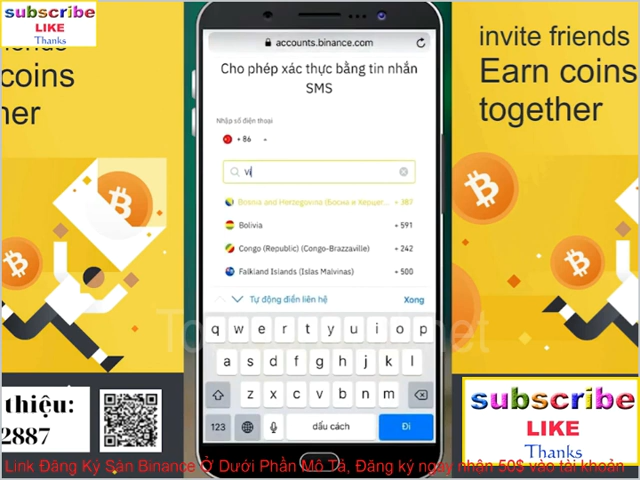 subscribe
LIKE
Thanks
friends
coins
her
accounts.binance.com
Cho phép xác thực bằng tin nhắn
SMS
Nhập số điện thoại
+ 86
Vi
Bosnia and Herzegovina (Босна и Херцег... + 387
Bolivia + 591
Congo (Republic) (Congo-Brazzaville) + 242
Falkland Islands (Islas Malvinas) + 500
Tự động điền liên hệ Xong
q w e r t y u i o p
a s d f g h j k l
z x c v b n m
123 dấu cách Đi
invite friends
Earn coins
together
thiệu:
2887
subscribe
LIKE
Thanks
Link Đăng Ký Sàn Binance Ở Dưới Phần Mô Tả, Đăng ký ngay nhận 50$ vào tài khoản